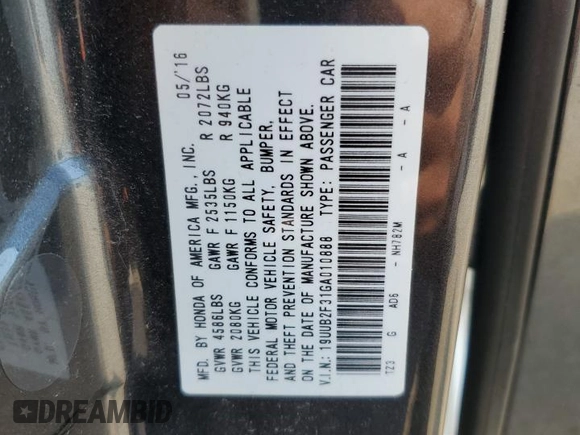 MFD. BY HONDA OF AMERICA MFG., INC. 05/'16
GVWR 4586LBS GAWR F 2535LBS R 2072LBS
GVWR 2080KG GAWR F 1150KG R 940KG
THIS VEHICLE CONFORMS TO ALL APPLICABLE
FEDERAL MOTOR VEHICLE SAFETY, BUMPER,
AND THEFT PREVENTION STANDARDS IN EFFECT
ON THE DATE OF MANUFACTURE SHOWN ABOVE.
V.I.N.: 19UUB2F31GA010888 TYPE: PASSENGER CAR
TZ3 G AD6 - NH782M - A - A
DREAMBID